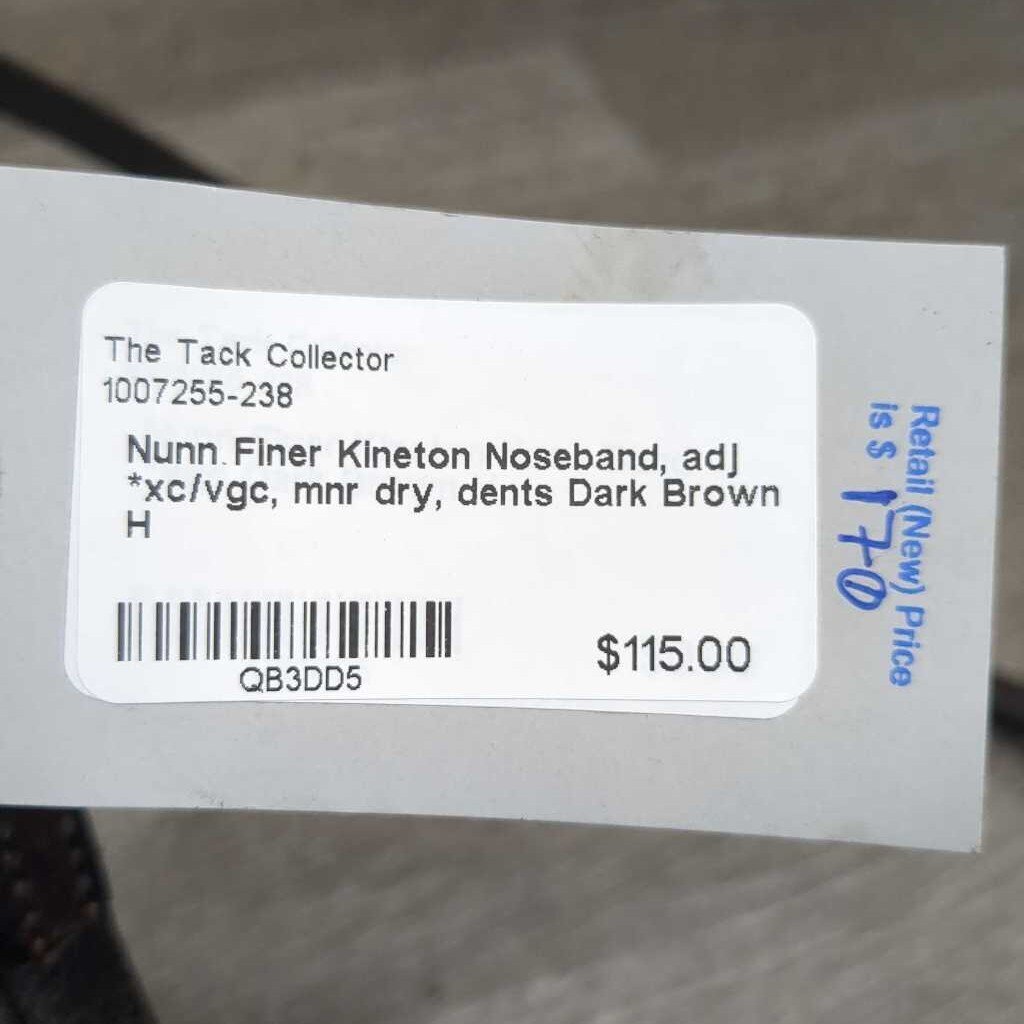 The Tack Collector
1007255-238
Nunn Finer Kineton Noseband, adj
*xc/vgc, mnr dry, dents Dark Brown
H
QB3DD5
$115.00
Retail (New) Price
is $ 170